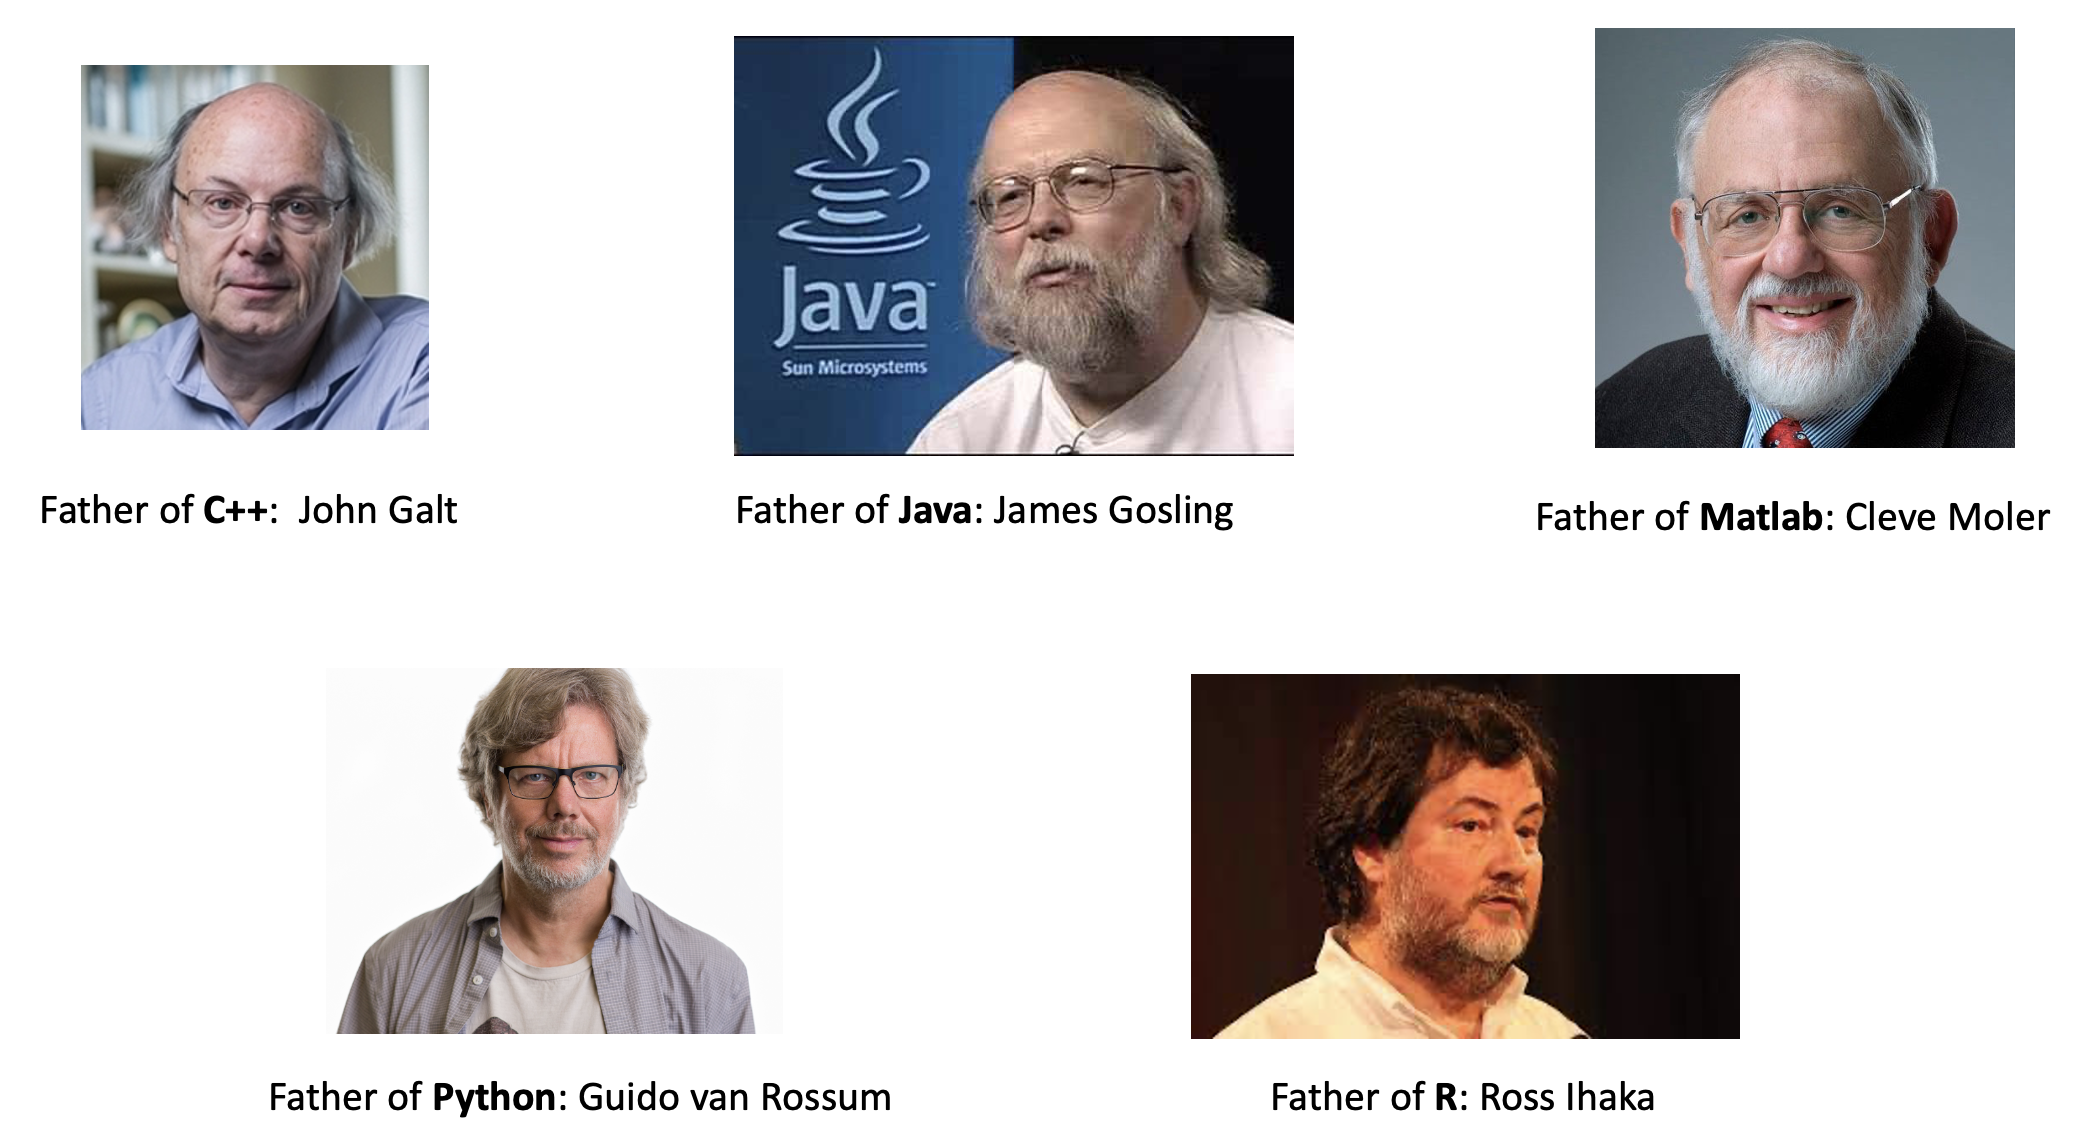 Java™
Sun Microsystems
Father of C++: John Galt
Father of Java: James Gosling
Father of Matlab: Cleve Moler
Father of Python: Guido van Rossum
Father of R: Ross Ihaka